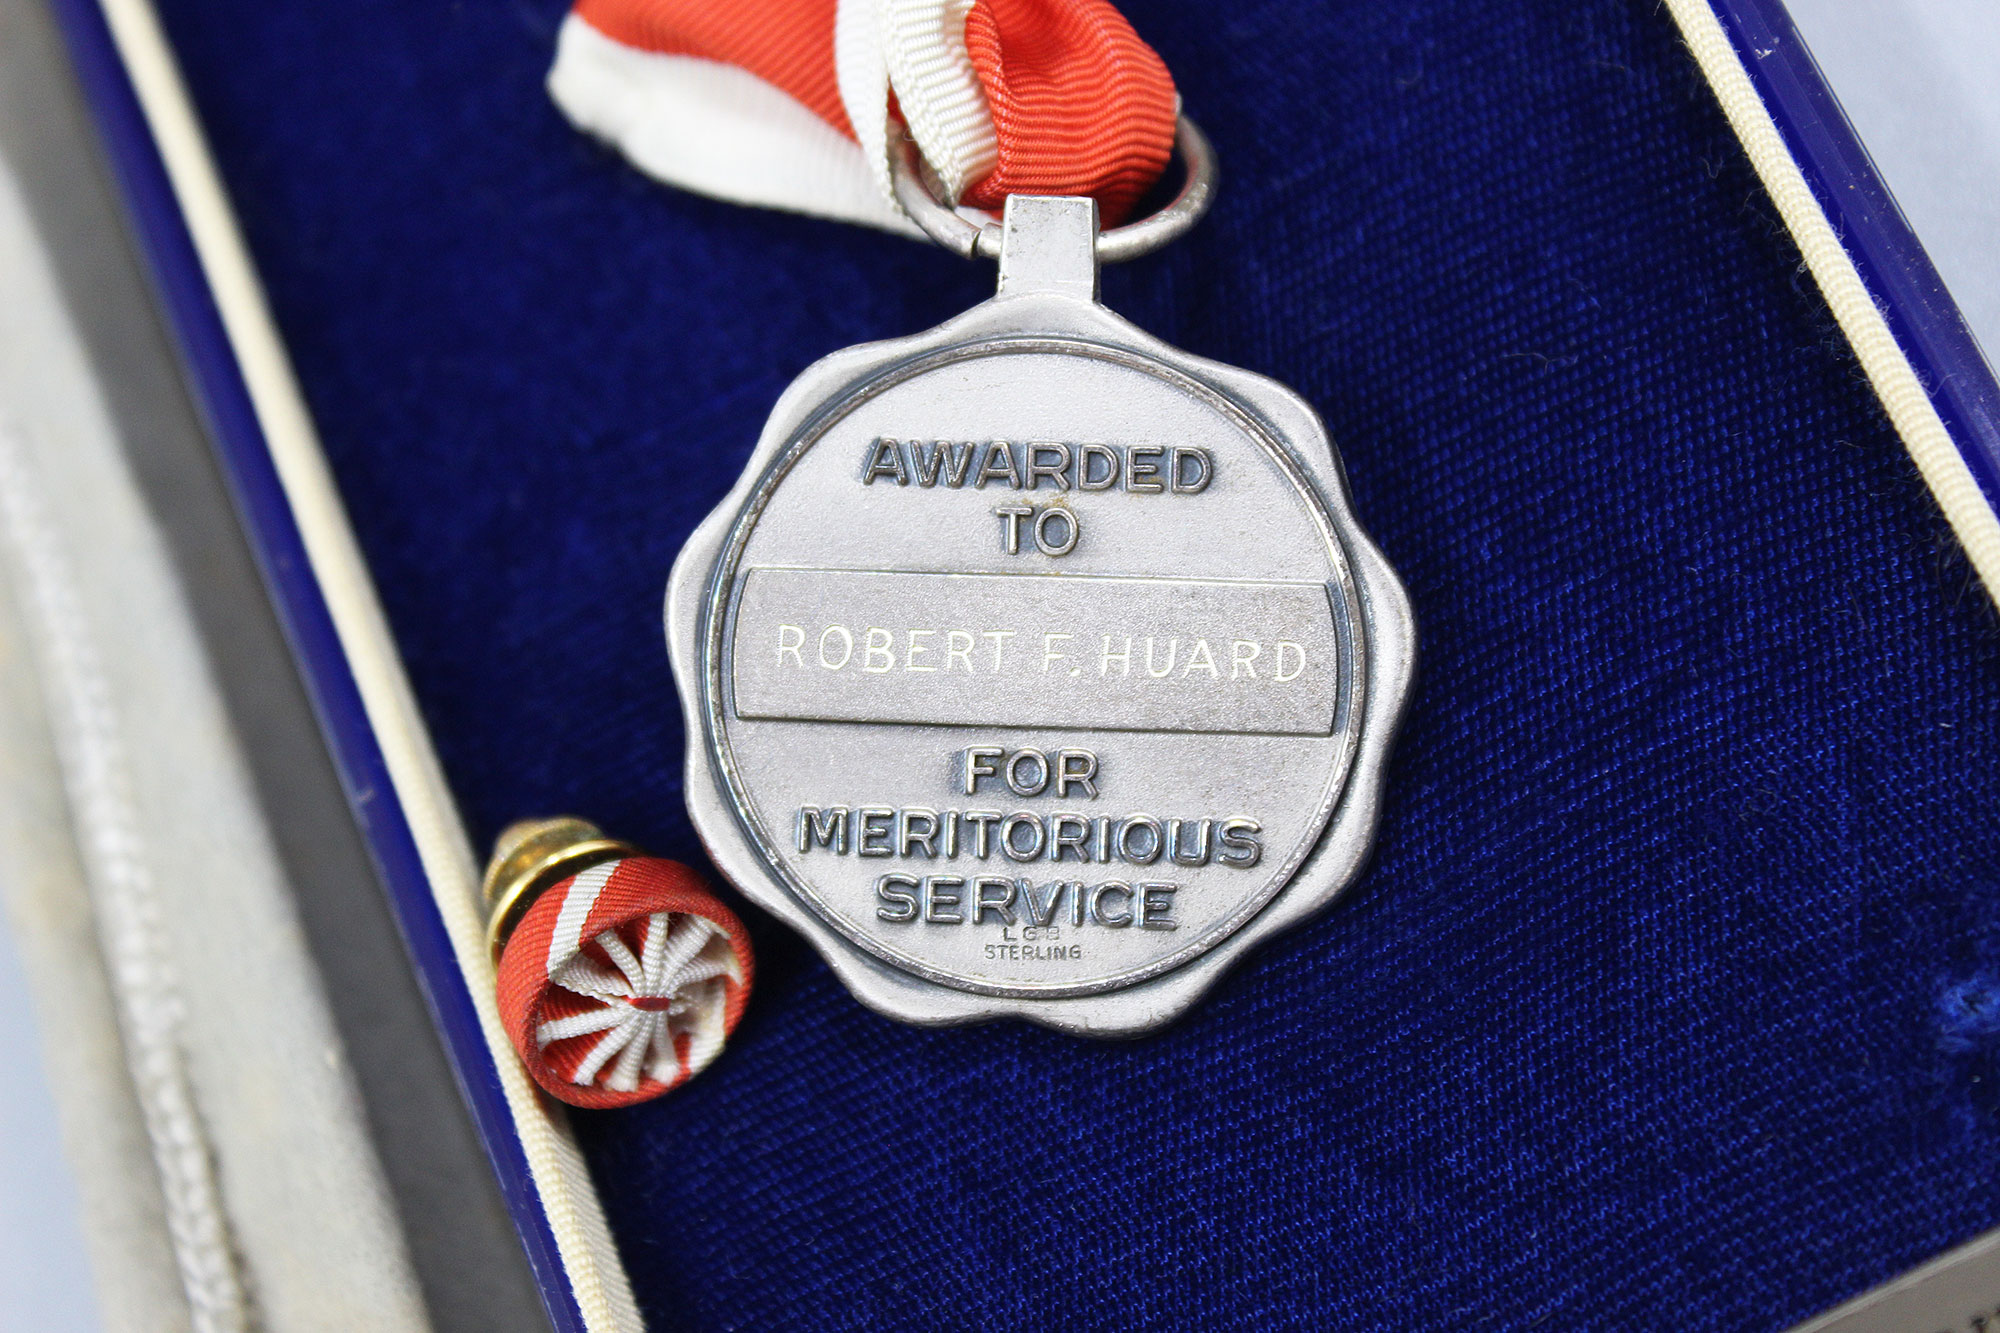 AWARDED
TO
ROBERT F. HUARD
FOR
MERITORIOUS
SERVICE
LGB
STERLING